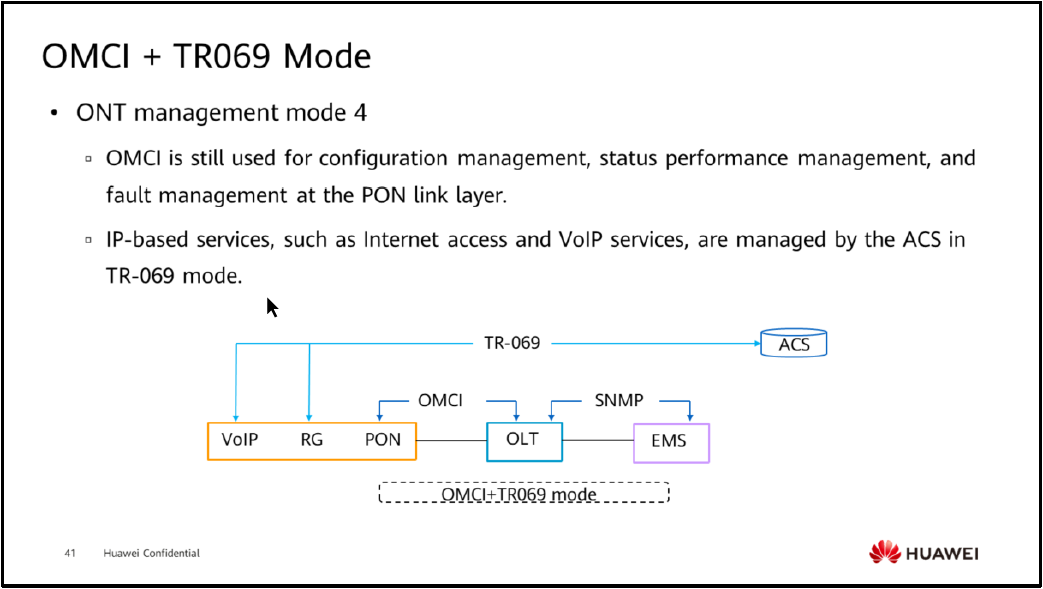 OMCI + TR069 Mode
• ONT management mode 4
▫ OMCI is still used for configuration management, status performance management, and
fault management at the PON link layer.
▫ IP-based services, such as Internet access and VoIP services, are managed by the ACS in
TR-069 mode.
TR-069
ACS
OMCI
SNMP
VoIP RG PON
OLT
EMS
OMCI+TR069 mode
41 Huawei Confidential
HUAWEI